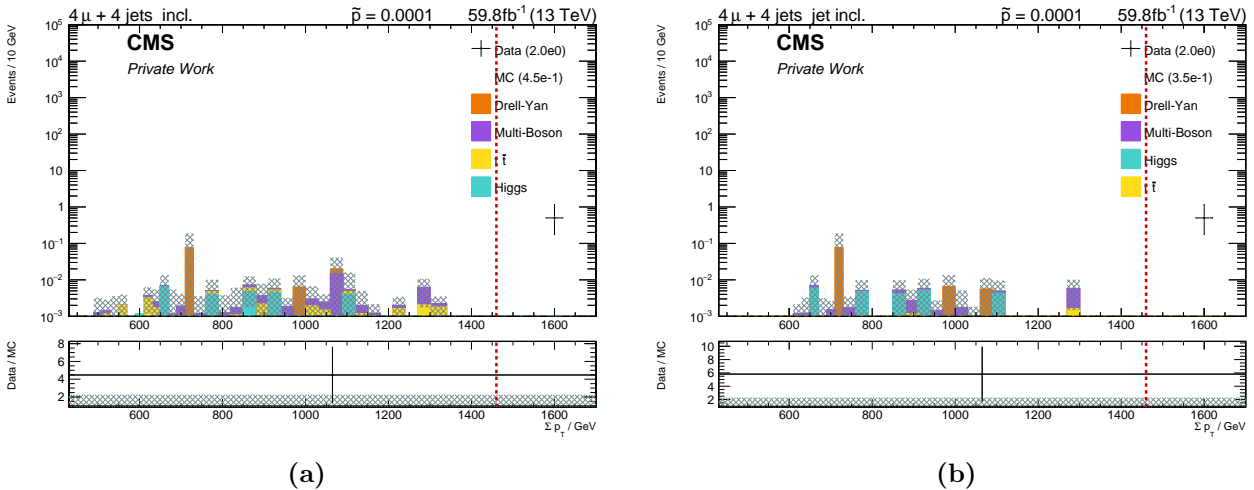 4 μ + 4 jets incl. p̃ = 0.0001 59.8fb⁻¹ (13 TeV)
Events / 10 GeV
10⁵
10⁴
10³
10²
10
1
10⁻¹
10⁻²
10⁻³
CMS
Private Work
Data (2.0e0)
MC (4.5e-1)
Drell-Yan
Multi-Boson
t t̄
Higgs
600 800 1000 1200 1400 1600
Data / MC
8
6
4
2
600 800 1000 1200 1400 1600
Σ p_T / GeV
(a)
4 μ + 4 jets jet incl. p̃ = 0.0001 59.8fb⁻¹ (13 TeV)
Events / 10 GeV
10⁵
10⁴
10³
10²
10
1
10⁻¹
10⁻²
10⁻³
CMS
Private Work
Data (2.0e0)
MC (3.5e-1)
Drell-Yan
Multi-Boson
Higgs
t t̄
600 800 1000 1200 1400 1600
Data / MC
10
8
6
4
2
600 800 1000 1200 1400 1600
Σ p_T / GeV
(b)